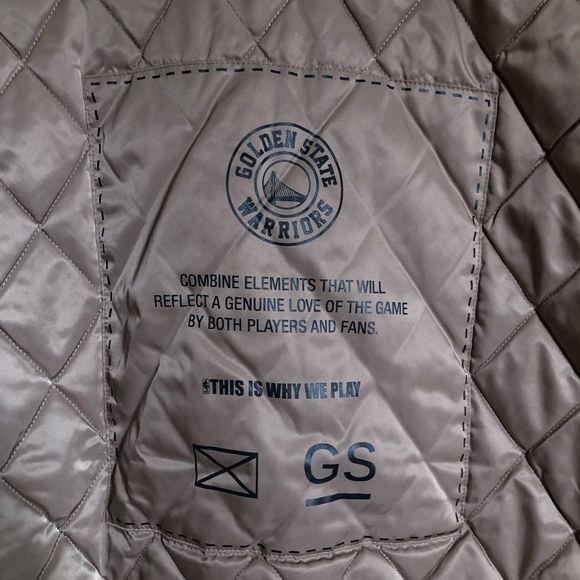 GOLDEN STATE
WARRIORS
COMBINE ELEMENTS THAT WILL
REFLECT A GENUINE LOVE OF THE GAME
BY BOTH PLAYERS AND FANS.
THIS IS WHY WE PLAY
GS